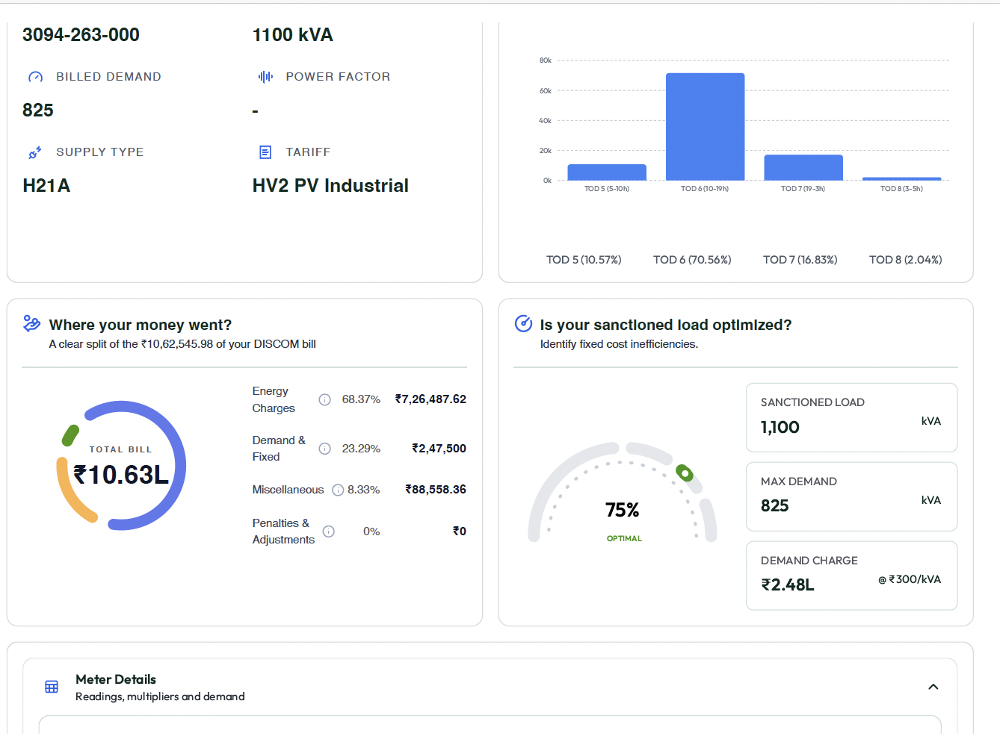 3094-263-000
1100 kVA
BILLED DEMAND
POWER FACTOR
825
-
SUPPLY TYPE
TARIFF
H21A
HV2 PV Industrial
80k
60k
40k
20k
0k
TOD 5 (5-10h)
TOD 6 (10-19h)
TOD 7 (19-3h)
TOD 8 (3-5h)
TOD 5 (10.57%)
TOD 6 (70.56%)
TOD 7 (16.83%)
TOD 8 (2.04%)
Where your money went?
A clear split of the ₹10,62,545.98 of your DISCOM bill
TOTAL BILL
₹10.63L
Energy
Charges
68.37%
₹7,26,487.62
Demand &
Fixed
23.29%
₹2,47,500
Miscellaneous
8.33%
₹88,558.36
Penalties &
Adjustments
0%
₹0
Is your sanctioned load optimized?
Identify fixed cost inefficiencies.
75%
OPTIMAL
SANCTIONED LOAD
1,100
kVA
MAX DEMAND
825
kVA
DEMAND CHARGE
₹2.48L
@ ₹300/kVA
Meter Details
Readings, multipliers and demand